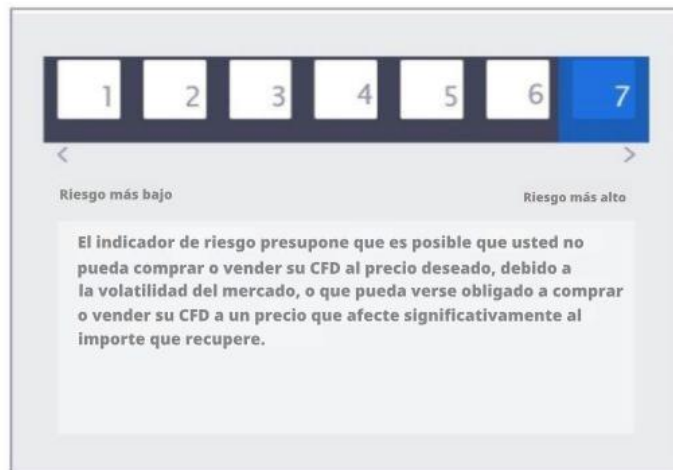 1 2 3 4 5 6 7
< >
Riesgo más bajo Riesgo más alto
El indicador de riesgo presupone que es posible que usted no
pueda comprar o vender su CFD al precio deseado, debido a
la volatilidad del mercado, o que pueda verse obligado a comprar
o vender su CFD a un precio que afecte significativamente al
importe que recupere.